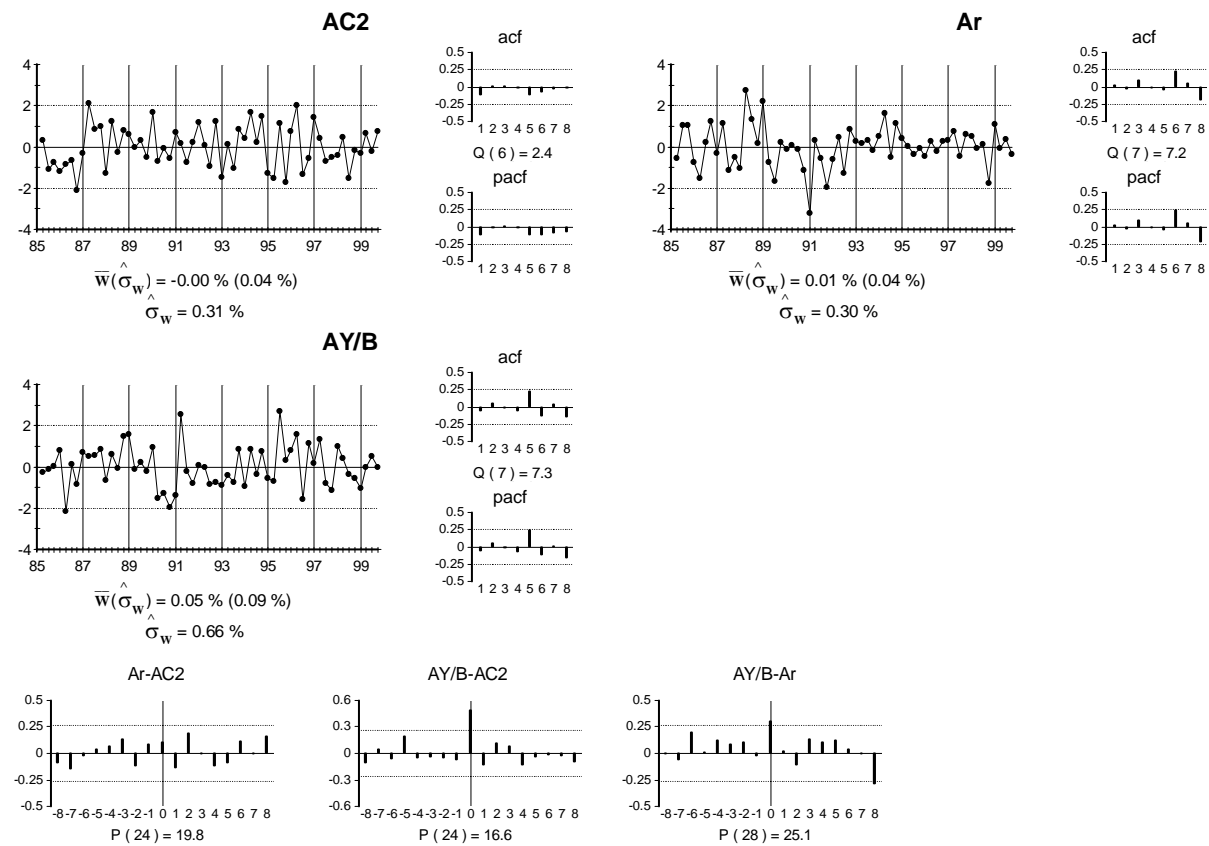 AC2
4
2
0
-2
-4
85 87 89 91 93 95 97 99
w̄(σ̂w) = -0.00 % (0.04 %)
σ̂w = 0.31 %
acf
0.5
0.25
0
-0.25
-0.5
1 2 3 4 5 6 7 8
Q ( 6 ) = 2.4
pacf
0.5
0.25
0
-0.25
-0.5
1 2 3 4 5 6 7 8
Ar
4
2
0
-2
-4
85 87 89 91 93 95 97 99
w̄(σ̂w) = 0.01 % (0.04 %)
σ̂w = 0.30 %
acf
0.5
0.25
0
-0.25
-0.5
1 2 3 4 5 6 7 8
Q ( 7 ) = 7.2
pacf
0.5
0.25
0
-0.25
-0.5
1 2 3 4 5 6 7 8
AY/B
4
2
0
-2
-4
85 87 89 91 93 95 97 99
w̄(σ̂w) = 0.05 % (0.09 %)
σ̂w = 0.66 %
acf
0.5
0.25
0
-0.25
-0.5
1 2 3 4 5 6 7 8
Q ( 7 ) = 7.3
pacf
0.5
0.25
0
-0.25
-0.5
1 2 3 4 5 6 7 8
Ar-AC2
0.5
0.25
0
-0.25
-0.5
-8 -7 -6 -5 -4 -3 -2 -1 0 1 2 3 4 5 6 7 8
P ( 24 ) = 19.8
AY/B-AC2
0.6
0.3
0
-0.3
-0.6
-8 -7 -6 -5 -4 -3 -2 -1 0 1 2 3 4 5 6 7 8
P ( 24 ) = 16.6
AY/B-Ar
0.5
0.25
0
-0.25
-0.5
-8 -7 -6 -5 -4 -3 -2 -1 0 1 2 3 4 5 6 7 8
P ( 28 ) = 25.1